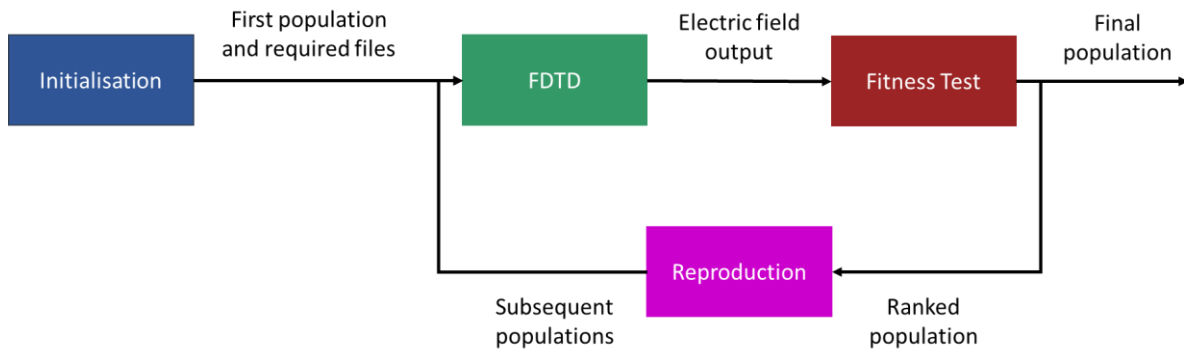 First population
and required files
Electric field
output
Final
population
Initialisation
FDTD
Fitness Test
Reproduction
Subsequent
populations
Ranked
population